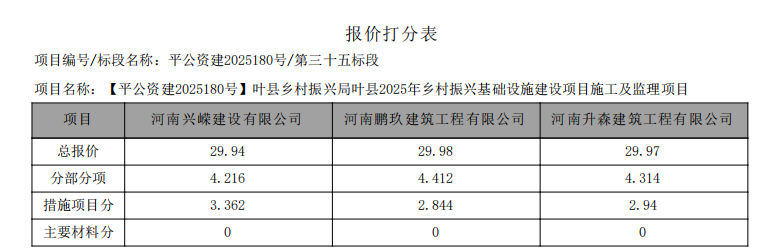 报价打分表
项目编号/标段名称：平公资建2025180号/第三十五标段
项目名称：【平公资建2025180号】叶县乡村振兴局叶县2025年乡村振兴基础设施建设项目施工及监理项目
项目 河南兴嵘建设有限公司 河南鹏玖建筑工程有限公司 河南升森建筑工程有限公司
总报价 29.94 29.98 29.97
分部分项 4.216 4.412 4.314
措施项目分 3.362 2.844 2.94
主要材料分 0 0 0